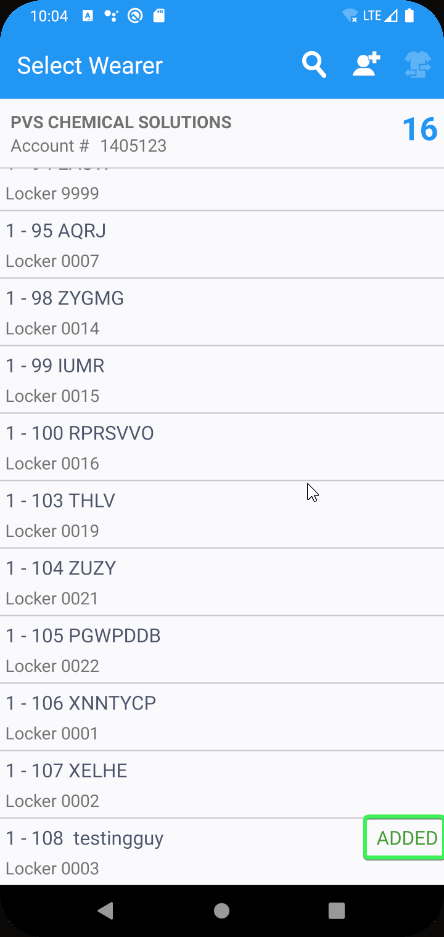 10:04 LTE
Select Wearer
PVS CHEMICAL SOLUTIONS
16
Account # 1405123
Locker 9999
1 - 95 AQRJ
Locker 0007
1 - 98 ZYGMG
Locker 0014
1 - 99 IUMR
Locker 0015
1 - 100 RPRSVVO
Locker 0016
1 - 103 THLV
Locker 0019
1 - 104 ZUZY
Locker 0021
1 - 105 PGWPDDB
Locker 0022
1 - 106 XNNTYCP
Locker 0001
1 - 107 XELHE
Locker 0002
1 - 108  testingguy ADDED
Locker 0003